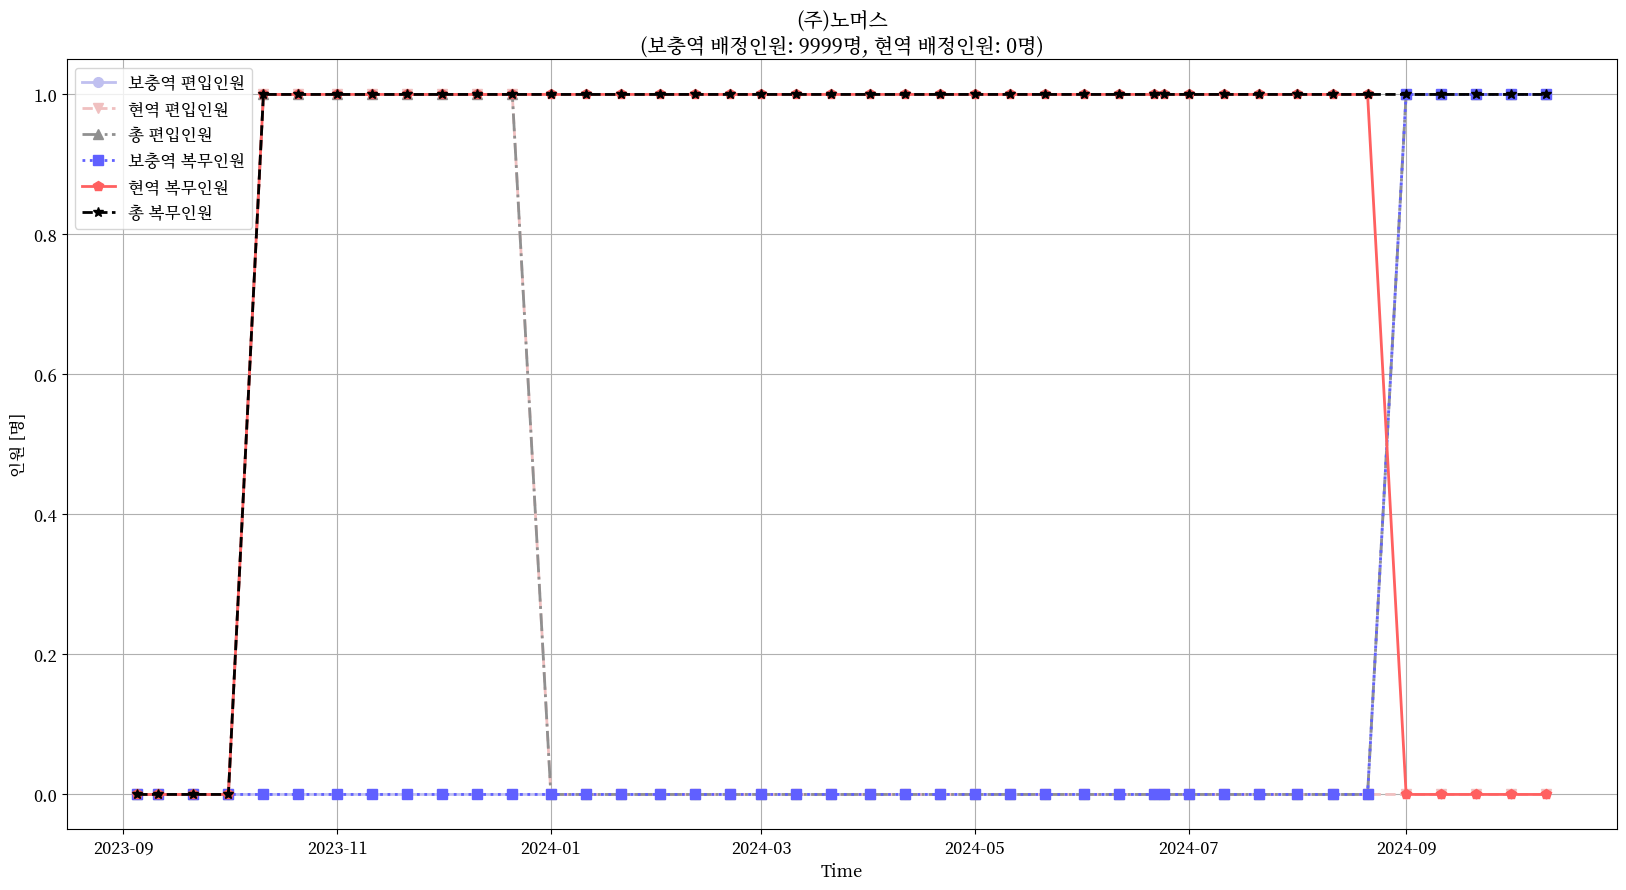 (주)노머스
(보충역 배정인원: 9999명, 현역 배정인원: 0명)
보충역 편입인원
현역 편입인원
총 편입인원
보충역 복무인원
현역 복무인원
총 복무인원
1.0
0.8
0.6
0.4
0.2
0.0
인원 [명]
2023-09
2023-11
2024-01
2024-03
2024-05
2024-07
2024-09
Time